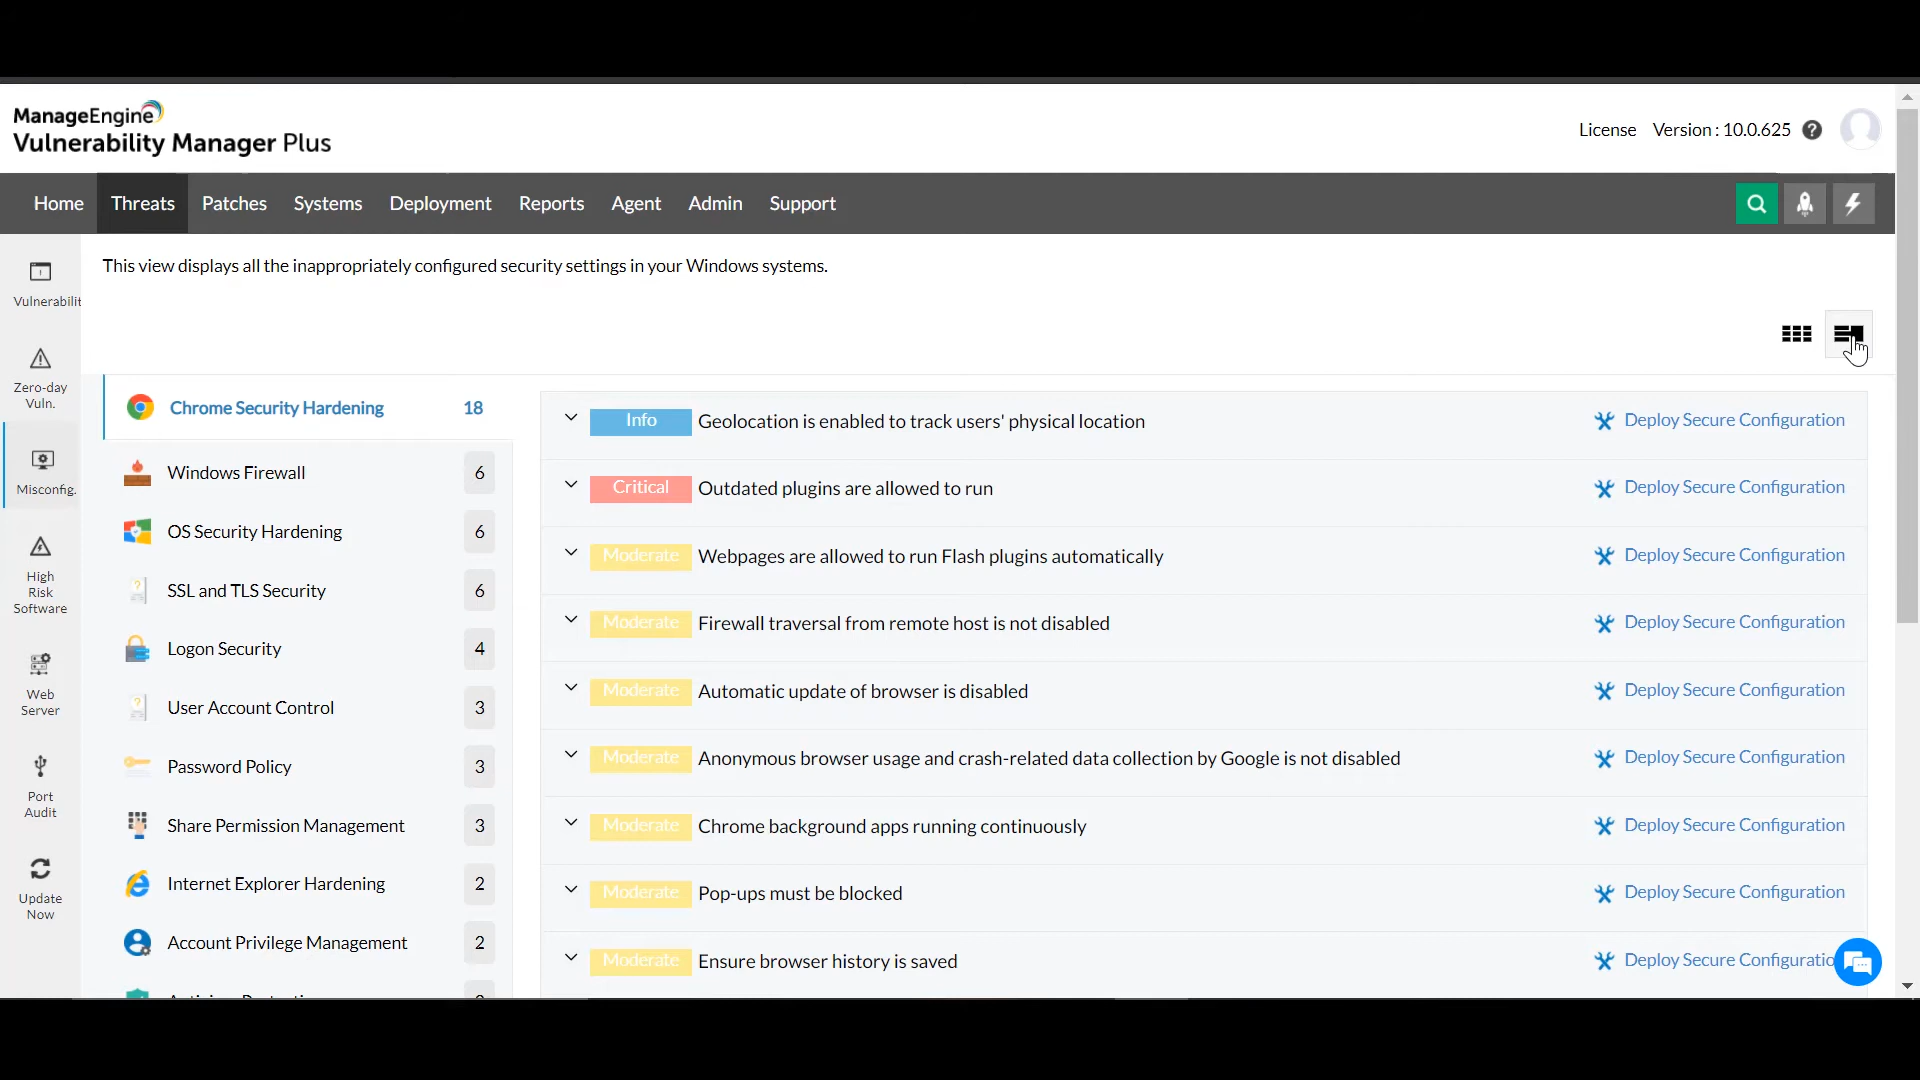 ManageEngine
Vulnerability Manager Plus
License Version : 10.0.625
Home Threats Patches Systems Deployment Reports Agent Admin Support
This view displays all the inappropriately configured security settings in your Windows systems.
Vulnerabilit
Zero-day
Vuln.
Misconfig.
High
Risk
Software
Web
Server
Port
Audit
Update
Now
Chrome Security Hardening 18
Windows Firewall 6
OS Security Hardening 6
SSL and TLS Security 6
Logon Security 4
User Account Control 3
Password Policy 3
Share Permission Management 3
Internet Explorer Hardening 2
Account Privilege Management 2
Info Geolocation is enabled to track users' physical location Deploy Secure Configuration
Critical Outdated plugins are allowed to run Deploy Secure Configuration
Moderate Webpages are allowed to run Flash plugins automatically Deploy Secure Configuration
Moderate Firewall traversal from remote host is not disabled Deploy Secure Configuration
Moderate Automatic update of browser is disabled Deploy Secure Configuration
Moderate Anonymous browser usage and crash-related data collection by Google is not disabled Deploy Secure Configuration
Moderate Chrome background apps running continuously Deploy Secure Configuration
Moderate Pop-ups must be blocked Deploy Secure Configuration
Moderate Ensure browser history is saved Deploy Secure Configuratio